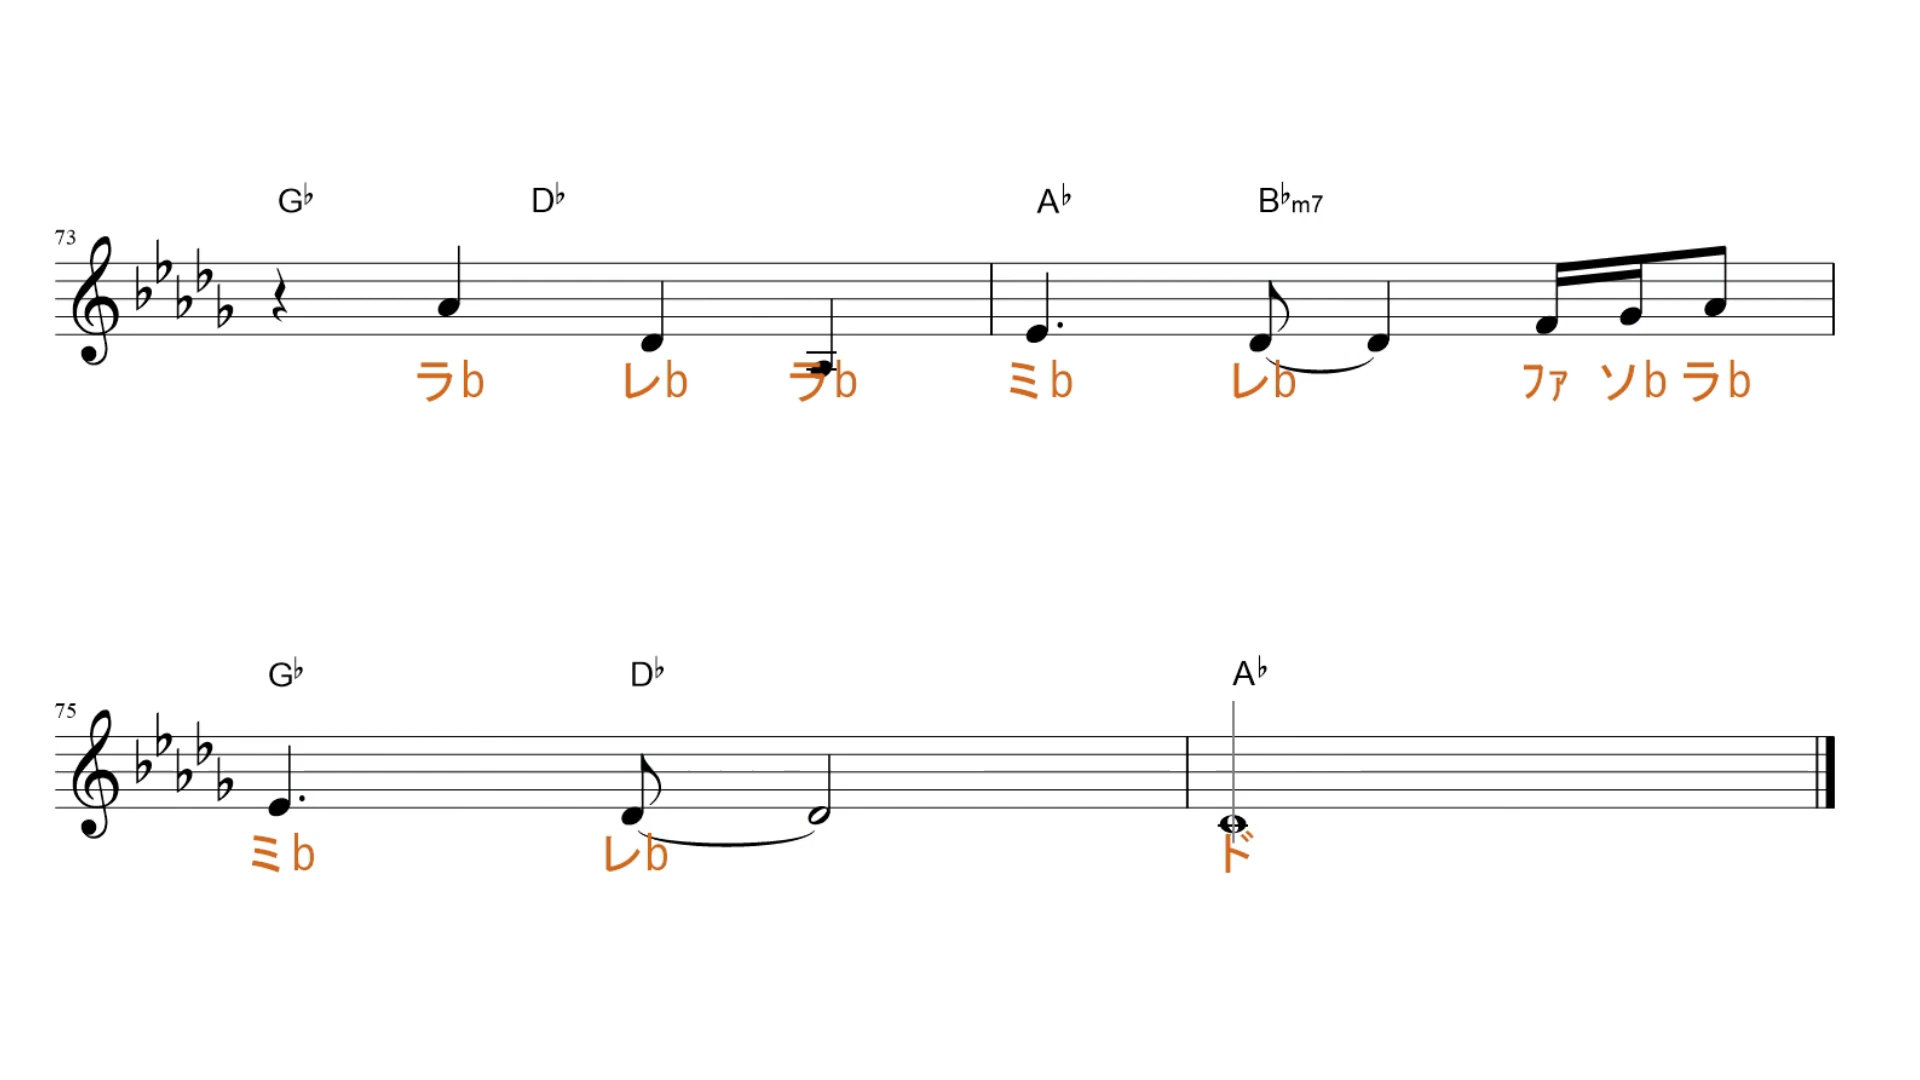 G♭ D♭ A♭ B♭m7
73
ラb レb ラb ミb レb ファ ソb ラb
G♭ D♭ A♭
75
ミb レb ド